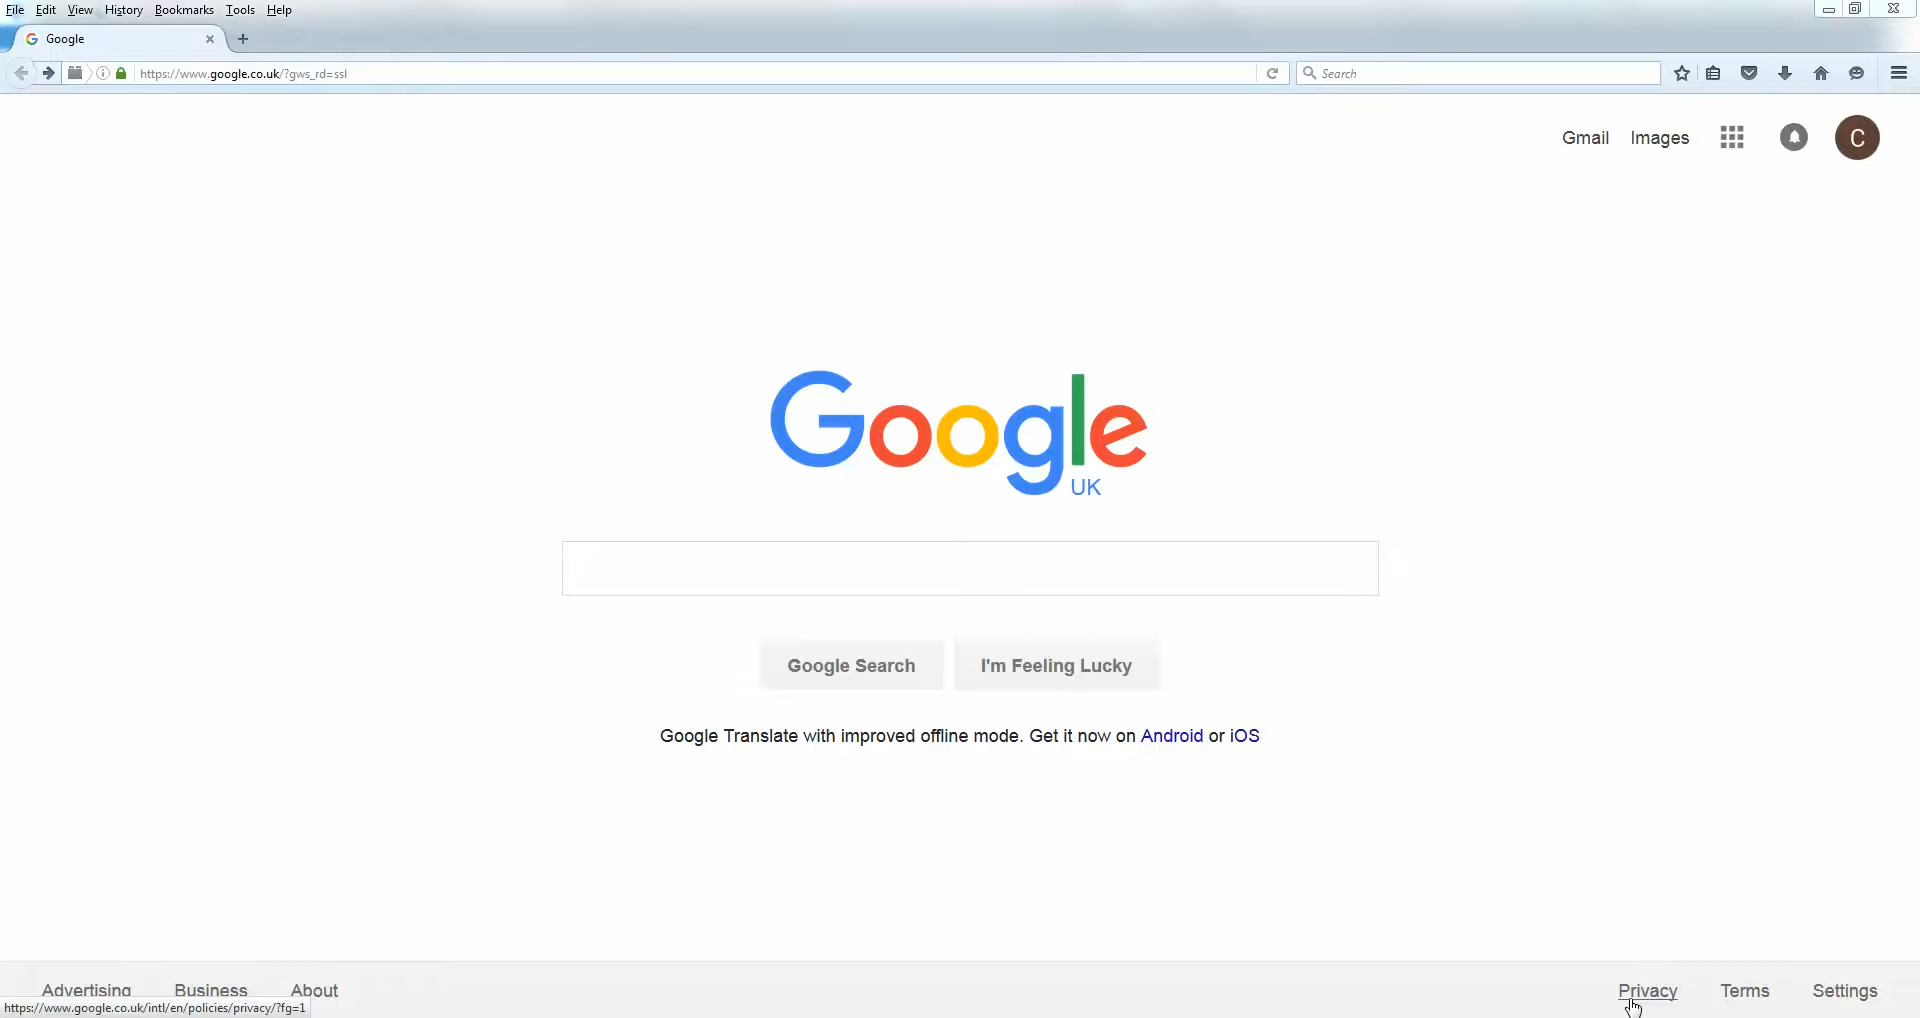 File Edit View History Bookmarks Tools Help
Google
https://www.google.co.uk/?gws_rd=ssl
Search
Gmail Images
C
Google
UK
Google Search I'm Feeling Lucky
Google Translate with improved offline mode. Get it now on Android or iOS
Advertising Business About Privacy Terms Settings
https://www.google.co.uk/intl/en/policies/privacy/?fg=1